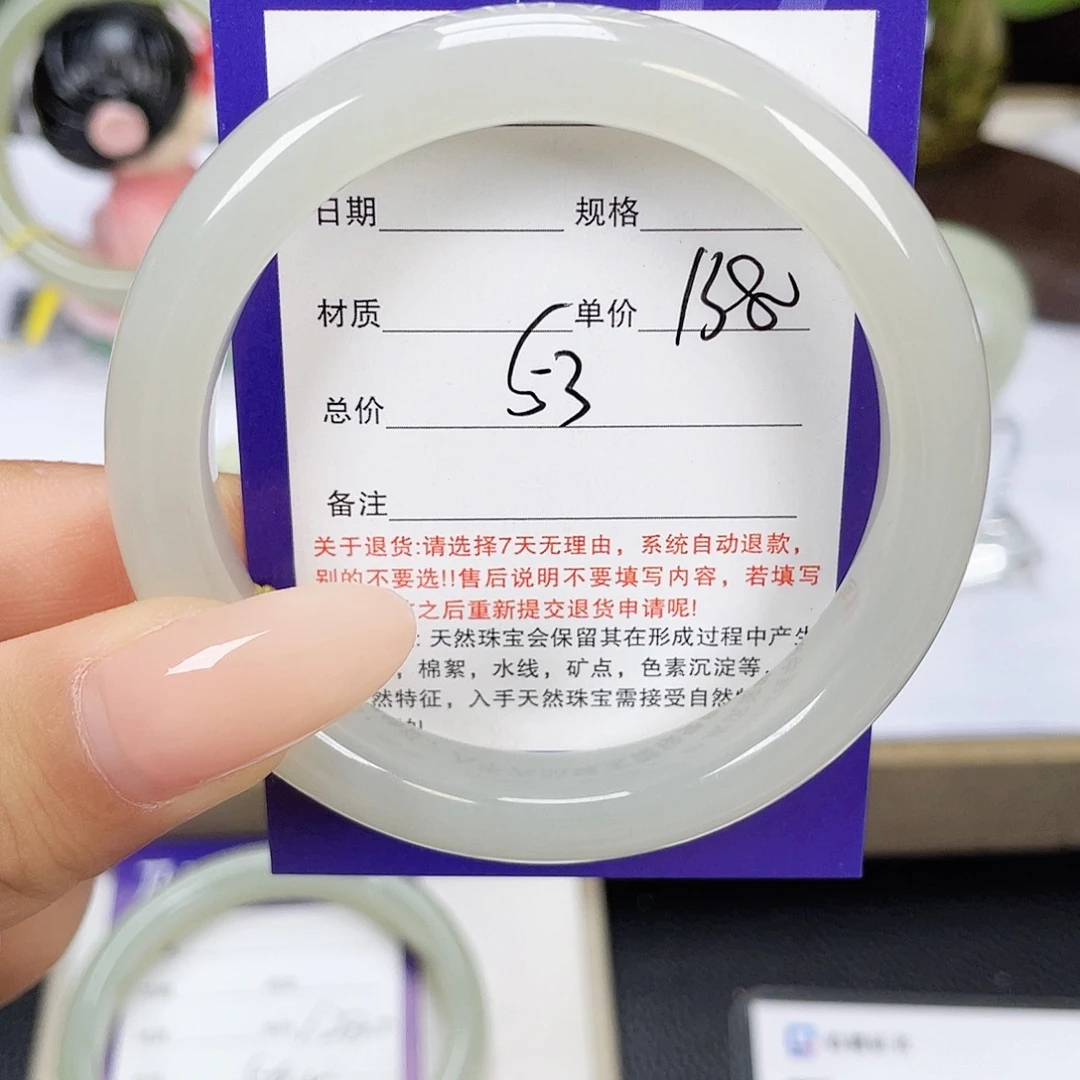 日期 规格
材质 单价 1380
总价 53
备注
关于退货:请选择7天无理由，系统自动退款，
别的不要选!!售后说明不要填写内容，若填写
之后重新提交退货申请呢!
: 天然珠宝会保留其在形成过程中产生
，棉絮，水线，矿点，色素沉淀等
然特征，入手天然珠宝需接受自然